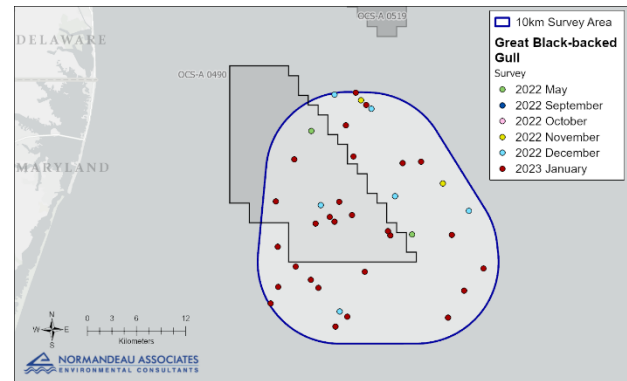 OCS-A 0519
10km Survey Area
DELAWARE
Great Black-backed
Gull
Survey
OCS-A 0490
2022 May
2022 September
2022 October
2022 November
2022 December
2023 January
MARYLAND
N
W E
S
0 3 6 12
Kilometers
NORMANDEAU ASSOCIATES
ENVIRONMENTAL CONSULTANTS